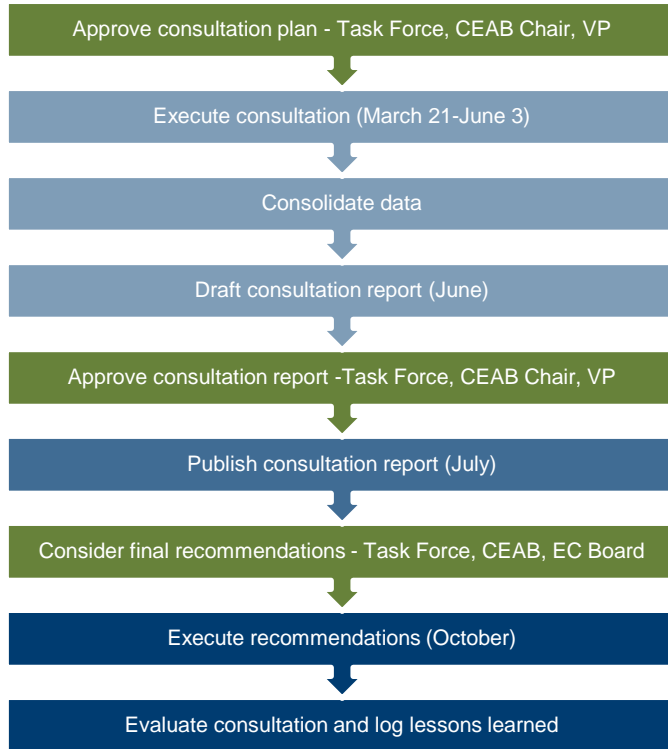 Approve consultation plan - Task Force, CEAB Chair, VP
Execute consultation (March 21-June 3)
Consolidate data
Draft consultation report (June)
Approve consultation report -Task Force, CEAB Chair, VP
Publish consultation report (July)
Consider final recommendations - Task Force, CEAB, EC Board
Execute recommendations (October)
Evaluate consultation and log lessons learned